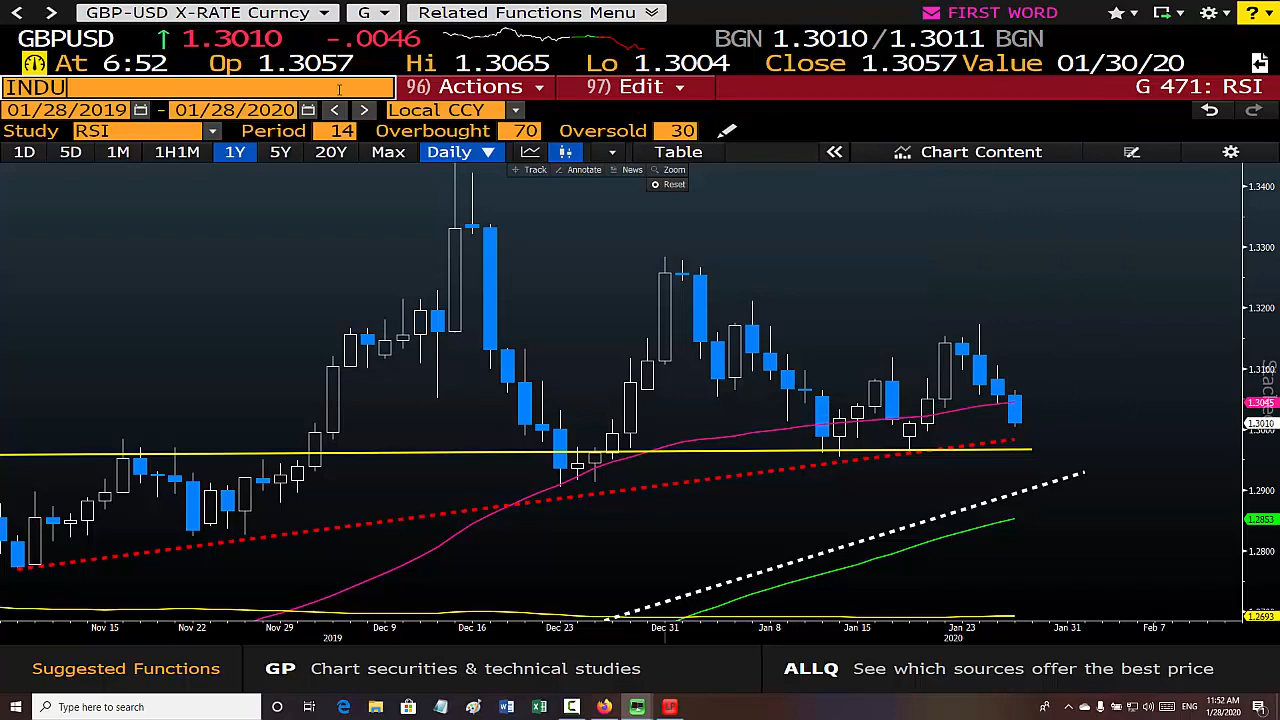 GBP-USD X-RATE Curncy G Related Functions Menu FIRST WORD
GBPUSD 1.3010 -.0046 BGN 1.3010/1.3011 BGN
At 6:52 Op 1.3057 Hi 1.3065 Lo 1.3004 Close 1.3057 Value 01/30/20
INDU 96) Actions 97) Edit G 471: RSI
01/28/2019 - 01/28/2020 < > Local CCY
Study RSI Period 14 Overbought 70 Oversold 30
1D 5D 1M 1H1M 1Y 5Y 20Y Max Daily ▼ Table « Chart Content
Track Annotate News Zoom
Reset
1.3400
1.3300
1.3200
1.3100
1.3045
1.3010
1.2900
1.2853
1.2800
1.2693
Nov 15 Nov 22 Nov 29 Dec 9 Dec 16 Dec 23 Dec 31 Jan 8 Jan 15 Jan 23 Jan 31 Feb 7
2019 2020
Suggested Functions GP Chart securities & technical studies ALLQ See which sources offer the best price
Type here to search
ENG 11:52 AM
1/28/2020